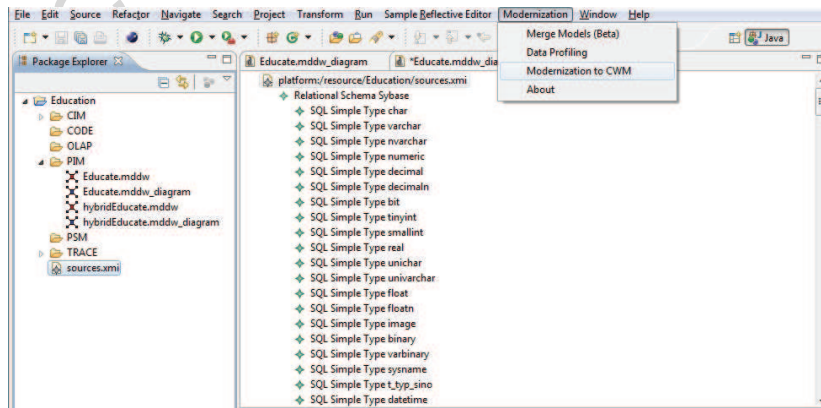 File Edit Source Refactor Navigate Search Project Transform Run Sample Reflective Editor Modernization Window Help
Merge Models (Beta)
Data Profiling
Modernization to CWM
About
Java
Package Explorer
Educate.mddw_diagram
*Educate.mddw_dia
Education
CIM
CODE
OLAP
PIM
Educate.mddw
Educate.mddw_diagram
hybridEducate.mddw
hybridEducate.mddw_diagram
PSM
TRACE
sources.xmi
platform:/resource/Education/sources.xmi
Relational Schema Sybase
SQL Simple Type char
SQL Simple Type varchar
SQL Simple Type nvarchar
SQL Simple Type numeric
SQL Simple Type decimal
SQL Simple Type decimaln
SQL Simple Type bit
SQL Simple Type tinyint
SQL Simple Type smallint
SQL Simple Type real
SQL Simple Type unichar
SQL Simple Type univarchar
SQL Simple Type float
SQL Simple Type floatn
SQL Simple Type image
SQL Simple Type binary
SQL Simple Type varbinary
SQL Simple Type sysname
SQL Simple Type t_typ_sino
SQL Simple Type datetime